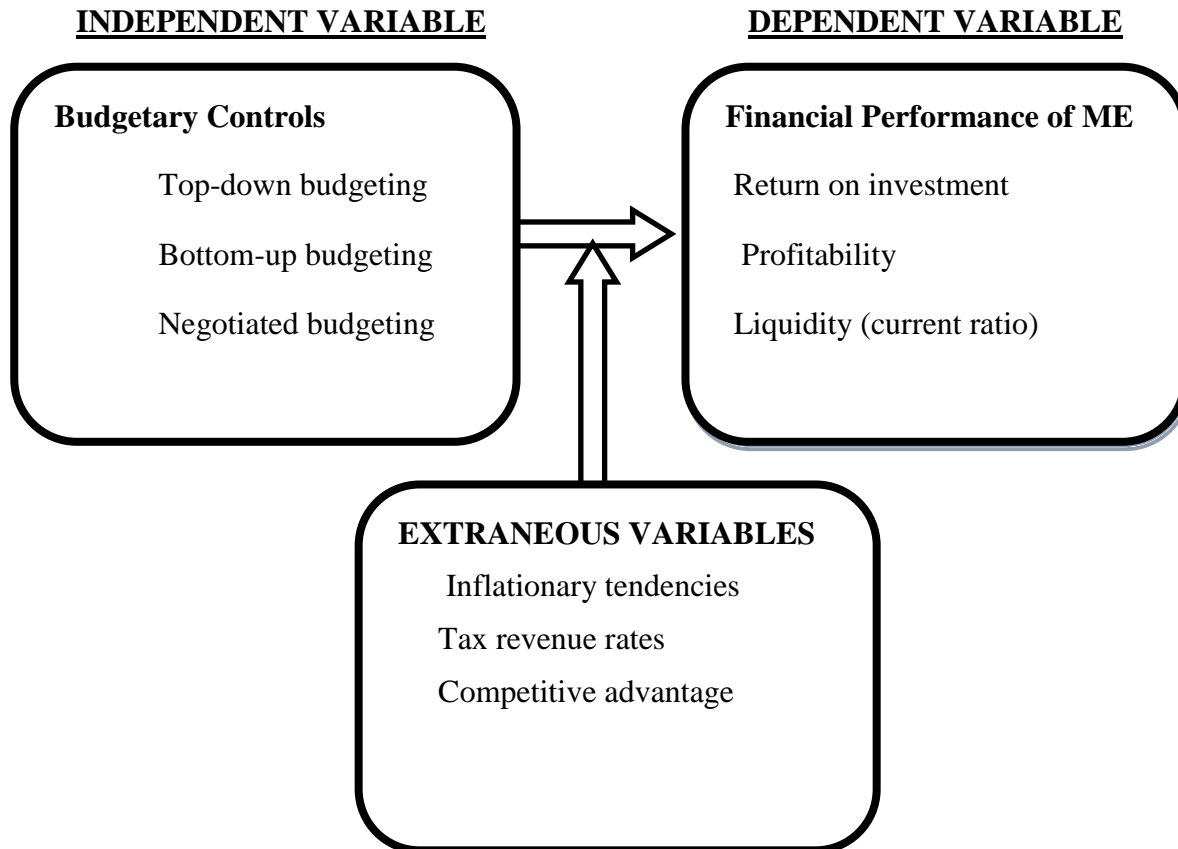 INDEPENDENT VARIABLE
DEPENDENT VARIABLE
Budgetary Controls
Top-down budgeting
Bottom-up budgeting
Negotiated budgeting
Financial Performance of ME
Return on investment
Profitability
Liquidity (current ratio)
EXTRANEOUS VARIABLES
Inflationary tendencies
Tax revenue rates
Competitive advantage